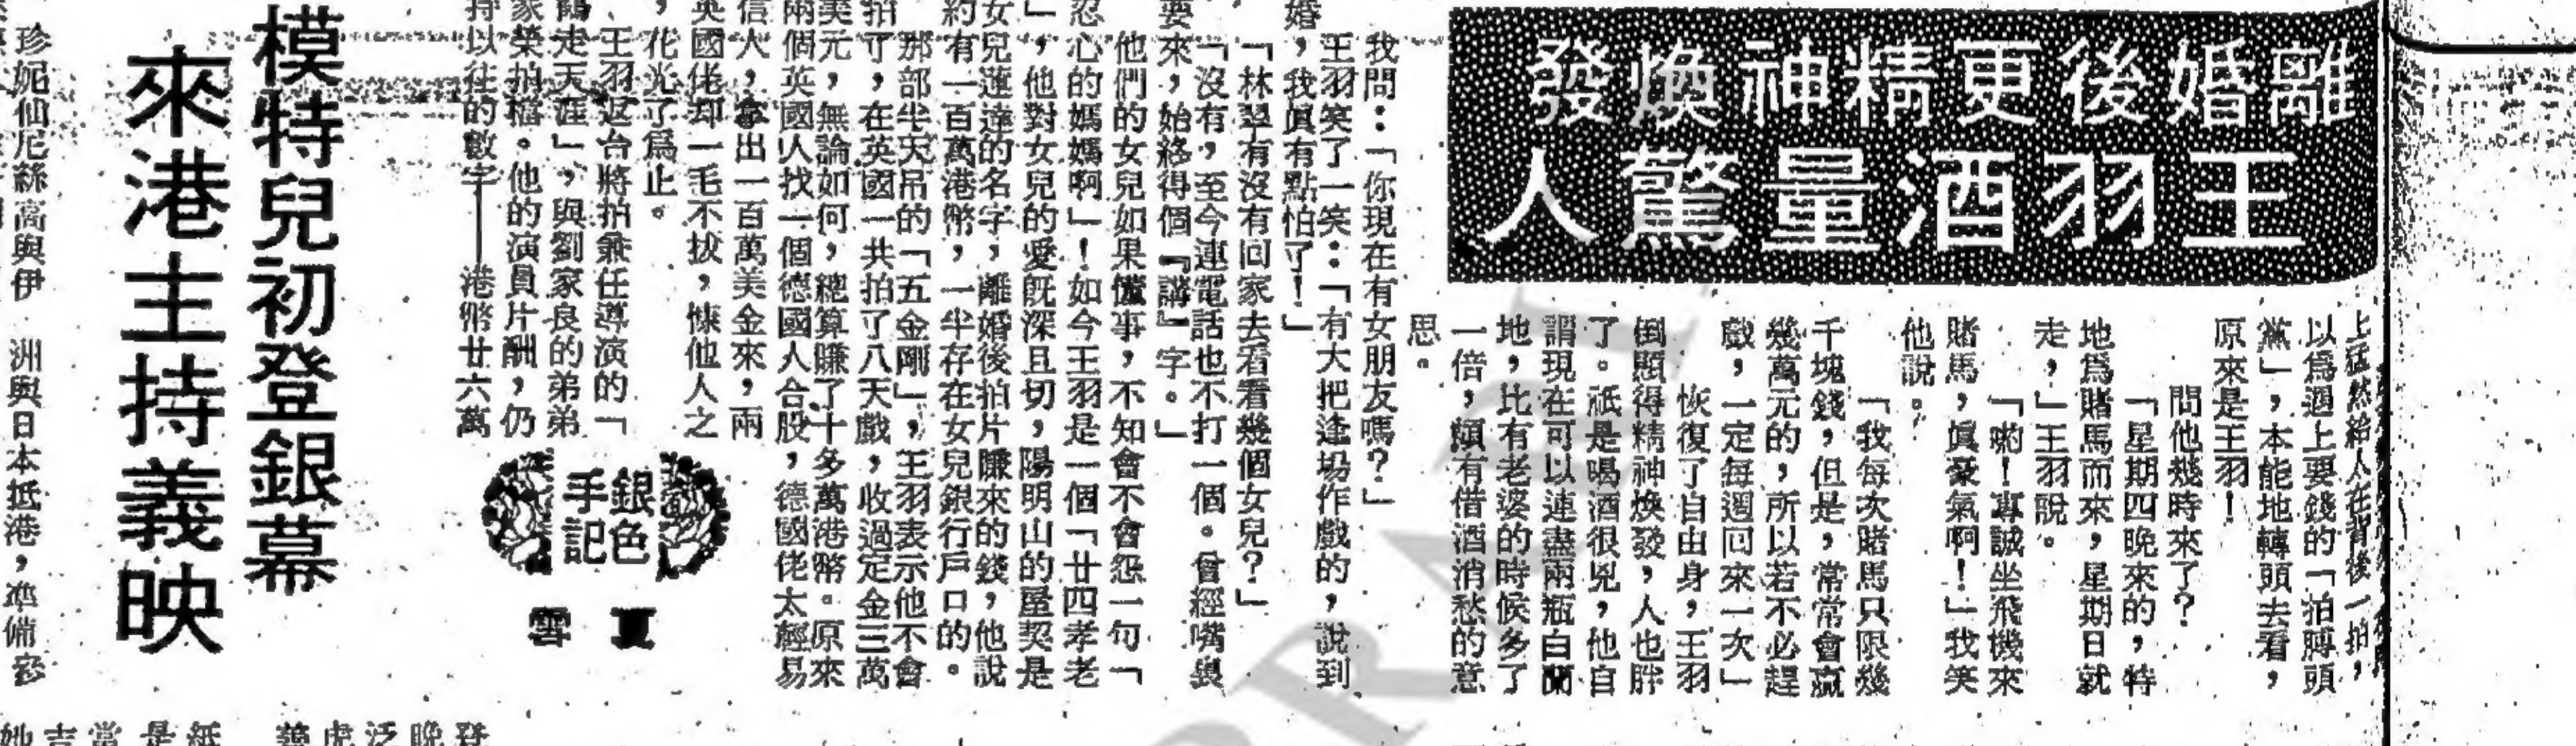 離婚後更精神煥發
王羽酒量驚人
上猛然給人在背後一拍，
以為遇上要錢的「拍膊頭
黨」，本能地轉頭去看，
原來是王羽！
問他幾時來了？
「星期四晚來的，特
地為賭馬而來，星期日就
走，」王羽說。
「喲！專誠坐飛機來
賭馬，眞豪氣啊！」我笑
他說。
「我每次賭馬只限幾
千塊錢，但是，常常會贏
幾萬元的，所以若不必趕
戲，一定每週回來一次」
恢復了自由身，王羽
倒顯得精神煥發，人也胖
了。祇是喝酒很兇，他自
謂現在可以連盡兩瓶白蘭
地，比有老婆的時候多了
一倍，頗有借酒消愁的意
思。
我問：「你現在有女朋友嗎？」
王羽笑了一笑：「有大把逢場作戲的，說到
婚，我眞有點怕了！」
「林翠有沒有回家去看看幾個女兒？」
「沒有，至今連電話也不打一個。曾經嘴裏
要來，始終得個『講』字。」
他們的女兒如果懂事，不知會不會怨一句「
忍心的媽媽啊」！如今王羽是一個「廿四孝老
」，他對女兒的愛旣深且切，陽明山的屋契是
女兒蓮達的名字，離婚後拍片賺來的錢，他說
約有一百萬港幣，一半存在女兒銀行戶口的。
那部半天吊的「五金剛」，王羽表示他不會
拍了，在英國一共拍了八天戲，收過定金三萬
美元，無論如何，總算賺了十多萬港幣。原來
兩個英國人找一個德國人合股，德國佬太輕易
信人，拿出一百萬美金來，兩
英國佬却一毛不拔，慷他人之
，花光了為止。
王羽返台將拍兼任導演的「
鶴走天涯」，與劉家良的弟弟
家榮拍檔。他的演員片酬，仍
持以往的數字——港幣廿六萬
銀色
手記
夏
雲
模特兒初登銀幕
來港主持義映
珍妮仙尼絲高與伊 洲與日本抵港，準備參